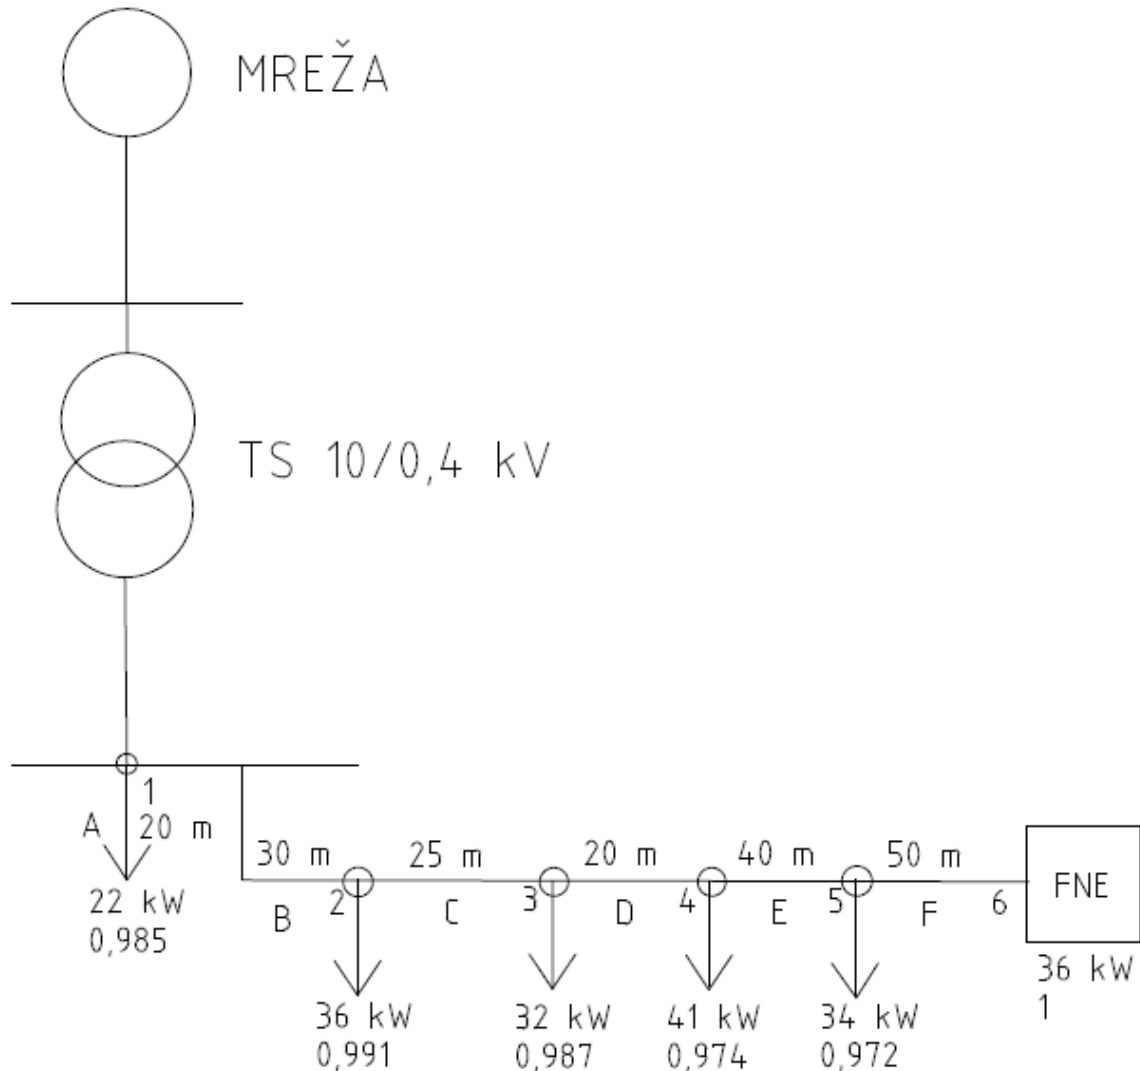 MREŽA
TS 10/0,4 kV
1
A 20 m
22 kW
0,985
30 m 25 m 20 m 40 m 50 m
B 2 C 3 D 4 E 5 F 6 FNE
36 kW
0,991
32 kW
0,987
41 kW
0,974
34 kW
0,972
36 kW
1